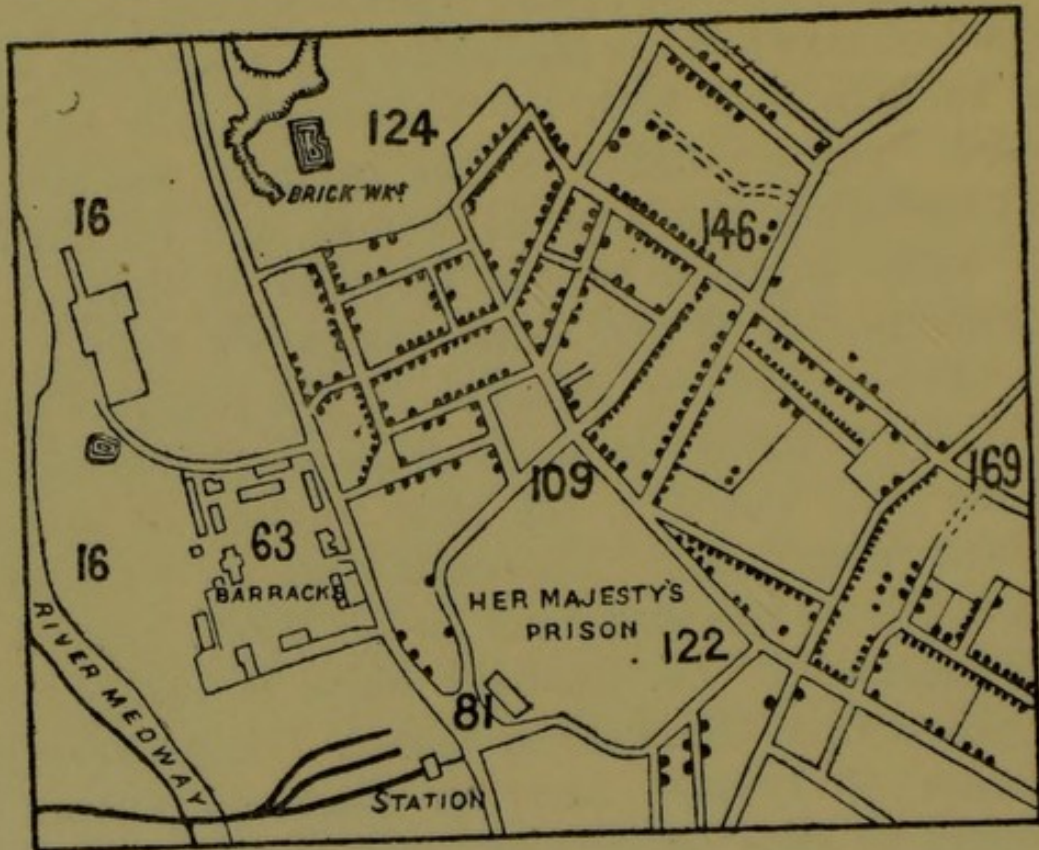 124
BRICK WKS
16
146
109
169
63
16
BARRACKS
HER MAJESTY'S
PRISON
122
81
RIVER MEDWAY
STATION